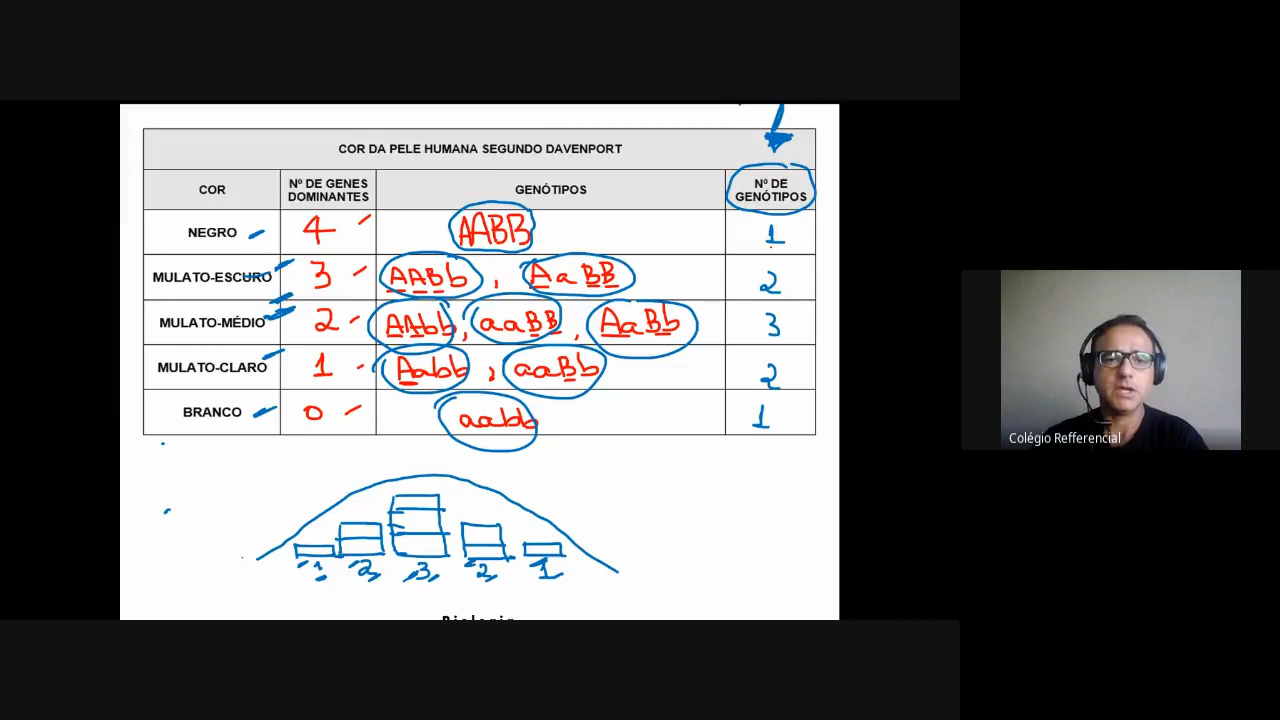 COR DA PELE HUMANA SEGUNDO DAVENPORT
COR Nº DE GENES DOMINANTES GENÓTIPOS Nº DE GENÓTIPOS
NEGRO 4 AABB 1
MULATO-ESCURO 3 AABb, AaBB 2
MULATO-MÉDIO 2 AAbb, aaBB, AaBb 3
MULATO-CLARO 1 Aabb, aaBb 2
BRANCO 0 aabb 1
1 2 3 2 1
Colégio Refferencial